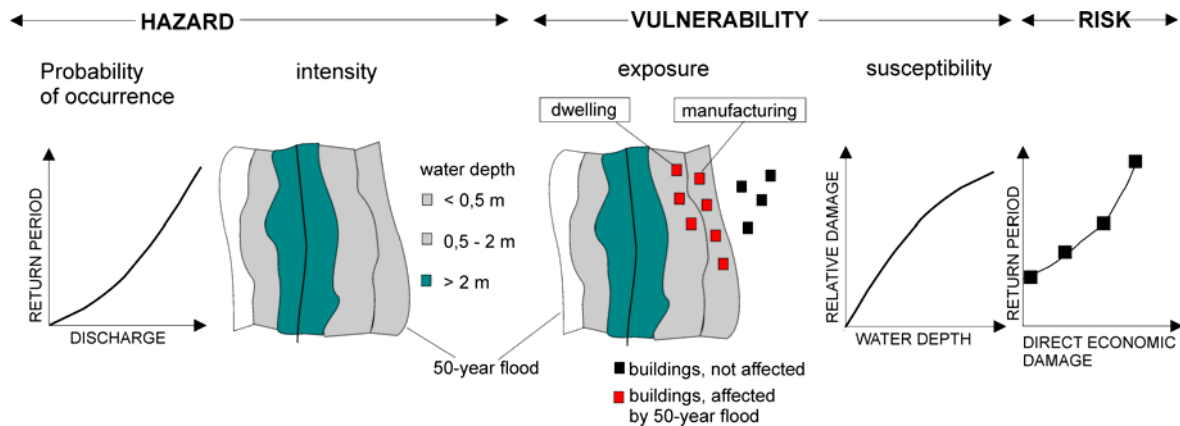 HAZARD
VULNERABILITY
RISK
Probability
of occurrence
intensity
exposure
susceptibility
dwelling
manufacturing
RETURN PERIOD
DISCHARGE
water depth
< 0,5 m
0,5 - 2 m
> 2 m
50-year flood
buildings, not affected
buildings, affected
by 50-year flood
RELATIVE DAMAGE
WATER DEPTH
RETURN PERIOD
DIRECT ECONOMIC
DAMAGE